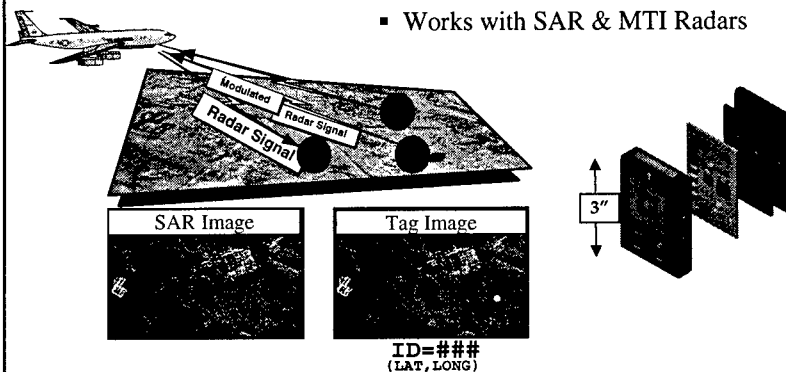 ▪ Works with SAR & MTI Radars
Modulated
Radar Signal
Radar Signal
3"
SAR Image
Tag Image
ID=###
(LAT, LONG)